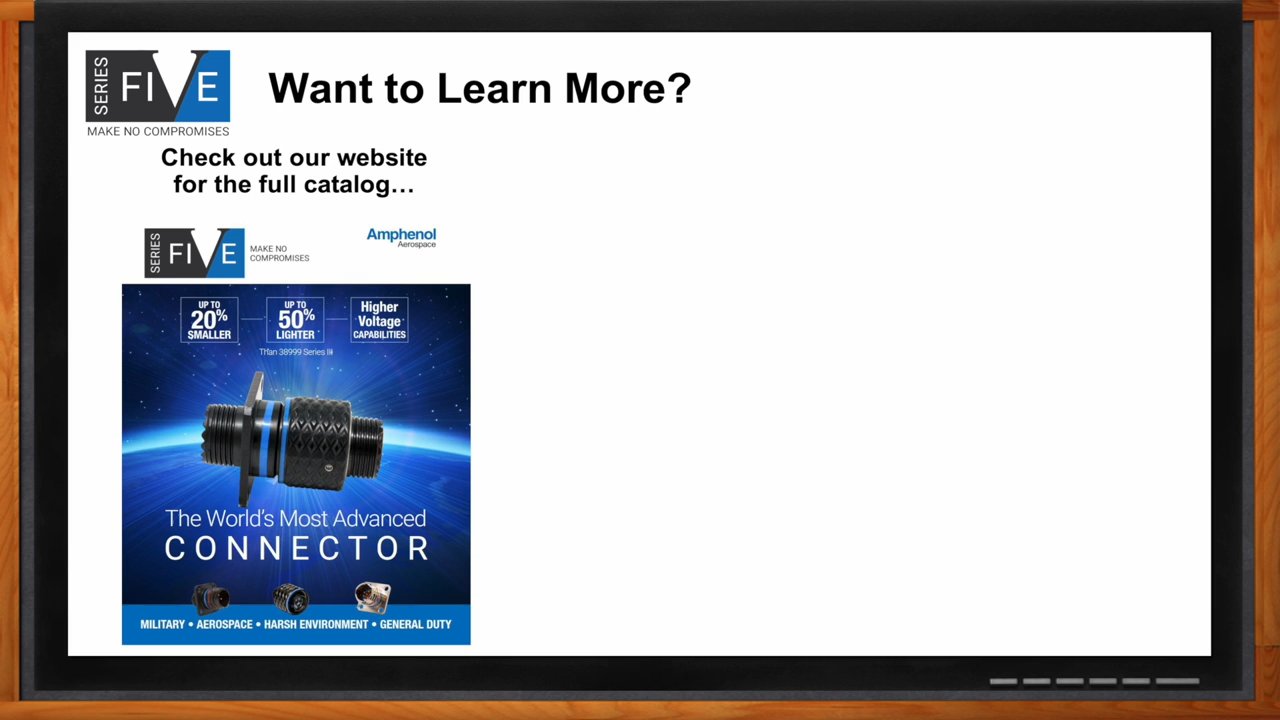 SERIES
FIVE
MAKE NO COMPROMISES
Want to Learn More?
Check out our website
for the full catalog…
SERIES
FIVE
MAKE NO
COMPROMISES
Amphenol
Aerospace
UP TO
20%
SMALLER
UP TO
50%
LIGHTER
Higher
Voltage
CAPABILITIES
Than 38999 Series III
The World's Most Advanced
CONNECTOR
MILITARY • AEROSPACE • HARSH ENVIRONMENT • GENERAL DUTY